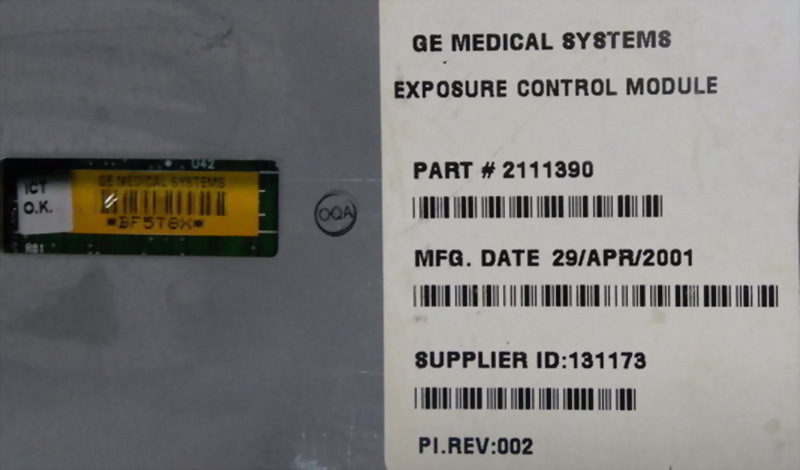 U42
ICT
O.K.
GE MEDICAL SYSTEMS
*BF5T8X*
R81
OQA
GE MEDICAL SYSTEMS
EXPOSURE CONTROL MODULE
PART # 2111390
MFG. DATE 29/APR/2001
SUPPLIER ID:131173
PI.REV:002